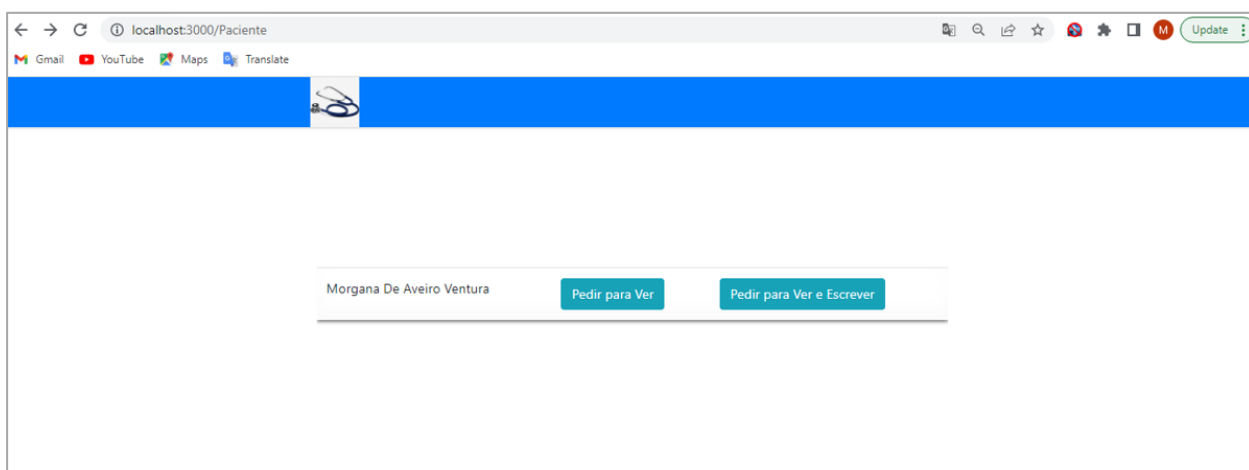 localhost:3000/Paciente
M
Update
Gmail YouTube Maps Translate
Morgana De Aveiro Ventura Pedir para Ver Pedir para Ver e Escrever